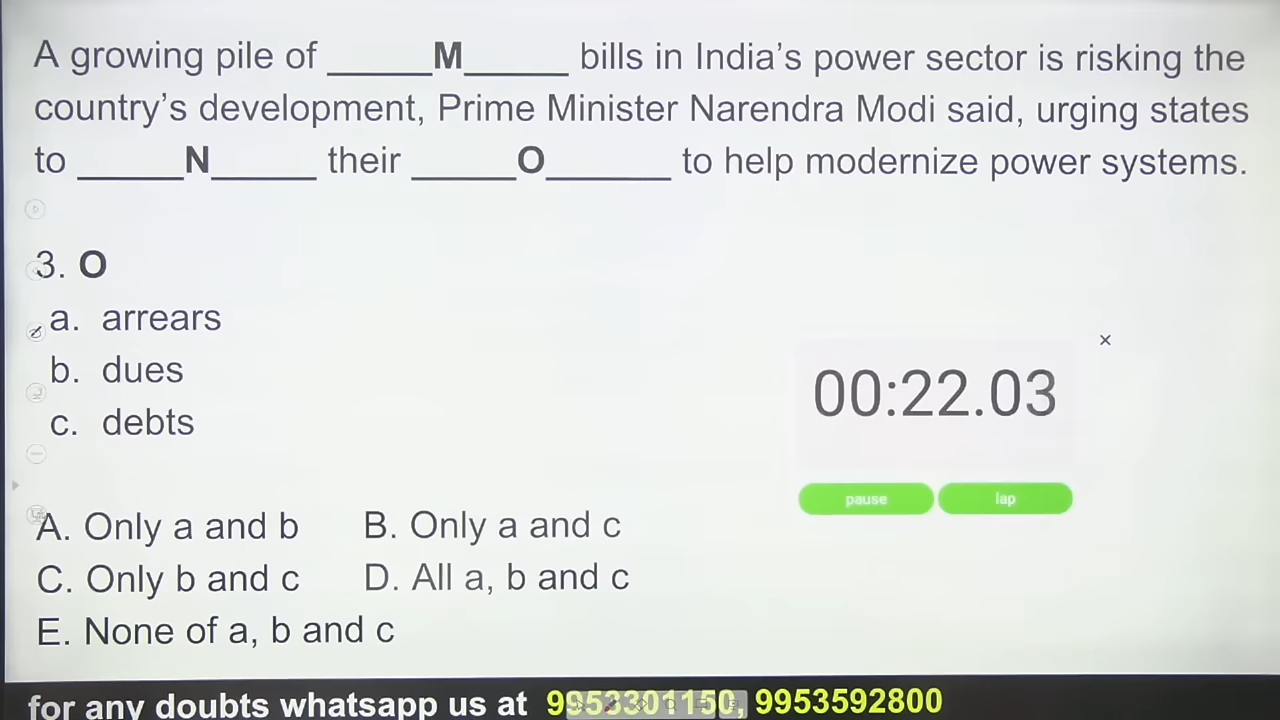 A growing pile of _____M_____ bills in India’s power sector is risking the
country’s development, Prime Minister Narendra Modi said, urging states
to _____N_____ their _____O______ to help modernize power systems.
3. O
a. arrears
b. dues
c. debts
×
00:22.03
pause lap
A. Only a and b B. Only a and c
C. Only b and c D. All a, b and c
E. None of a, b and c
for any doubts whatsapp us at 9953301150, 9953592800